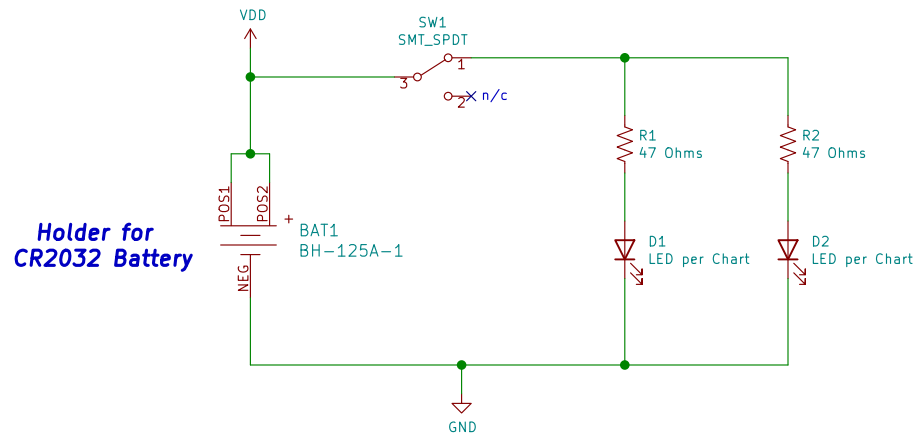 VDD
SW1
SMT_SPDT
3
1
2
n/c
R1
47 Ohms
R2
47 Ohms
POS1
POS2
+
BAT1
BH-125A-1
Holder for
CR2032 Battery
NEG
D1
LED per Chart
D2
LED per Chart
GND